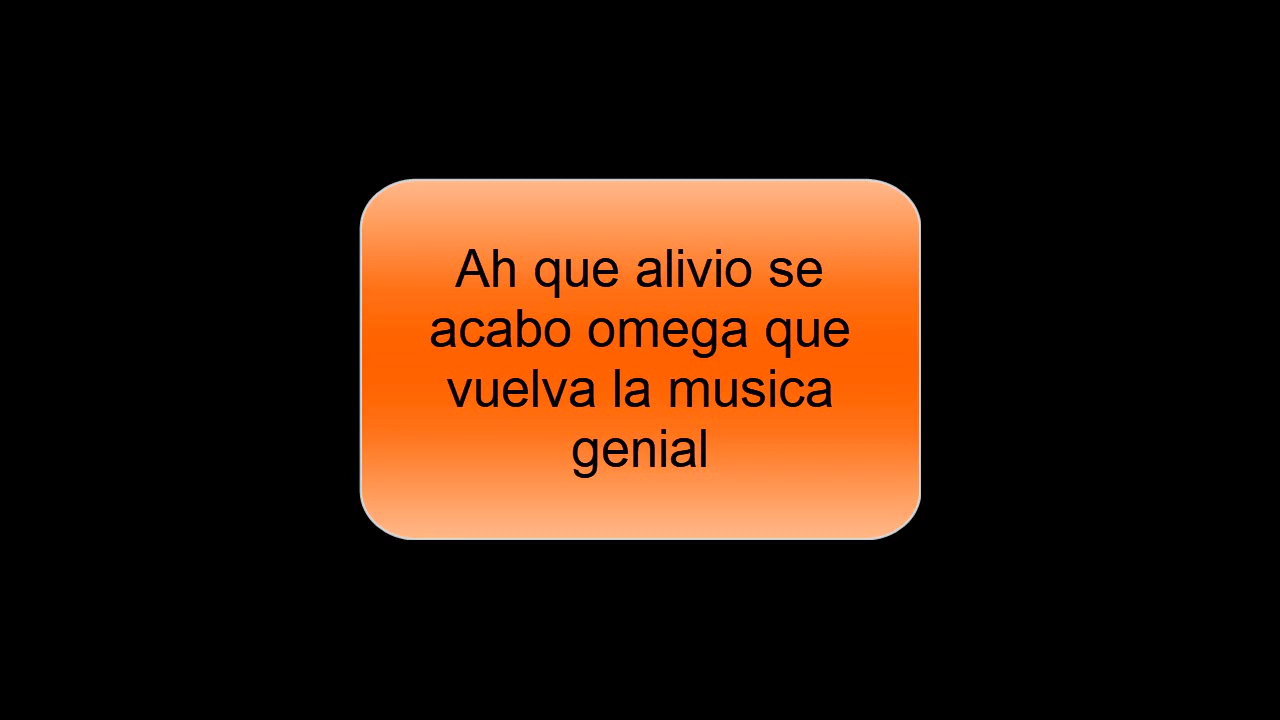 Ah que alivio se
acabo omega que
vuelva la musica
genial